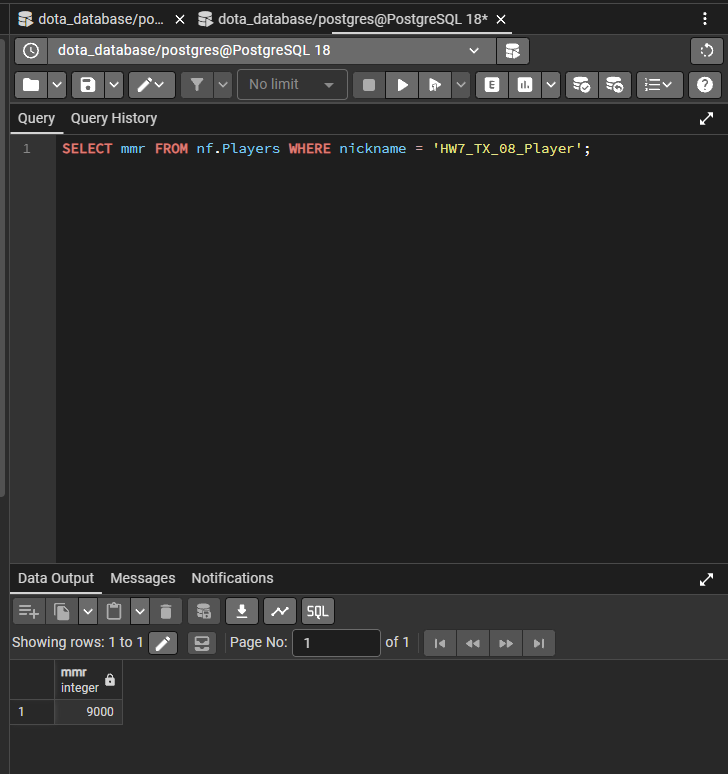 dota_database/po... dota_database/postgres@PostgreSQL 18*
dota_database/postgres@PostgreSQL 18
No limit E
Query Query History
1 SELECT mmr FROM nf.Players WHERE nickname = 'HW7_TX_08_Player';
Data Output Messages Notifications
SQL
Showing rows: 1 to 1 Page No: 1 of 1
mmr
integer
1 9000